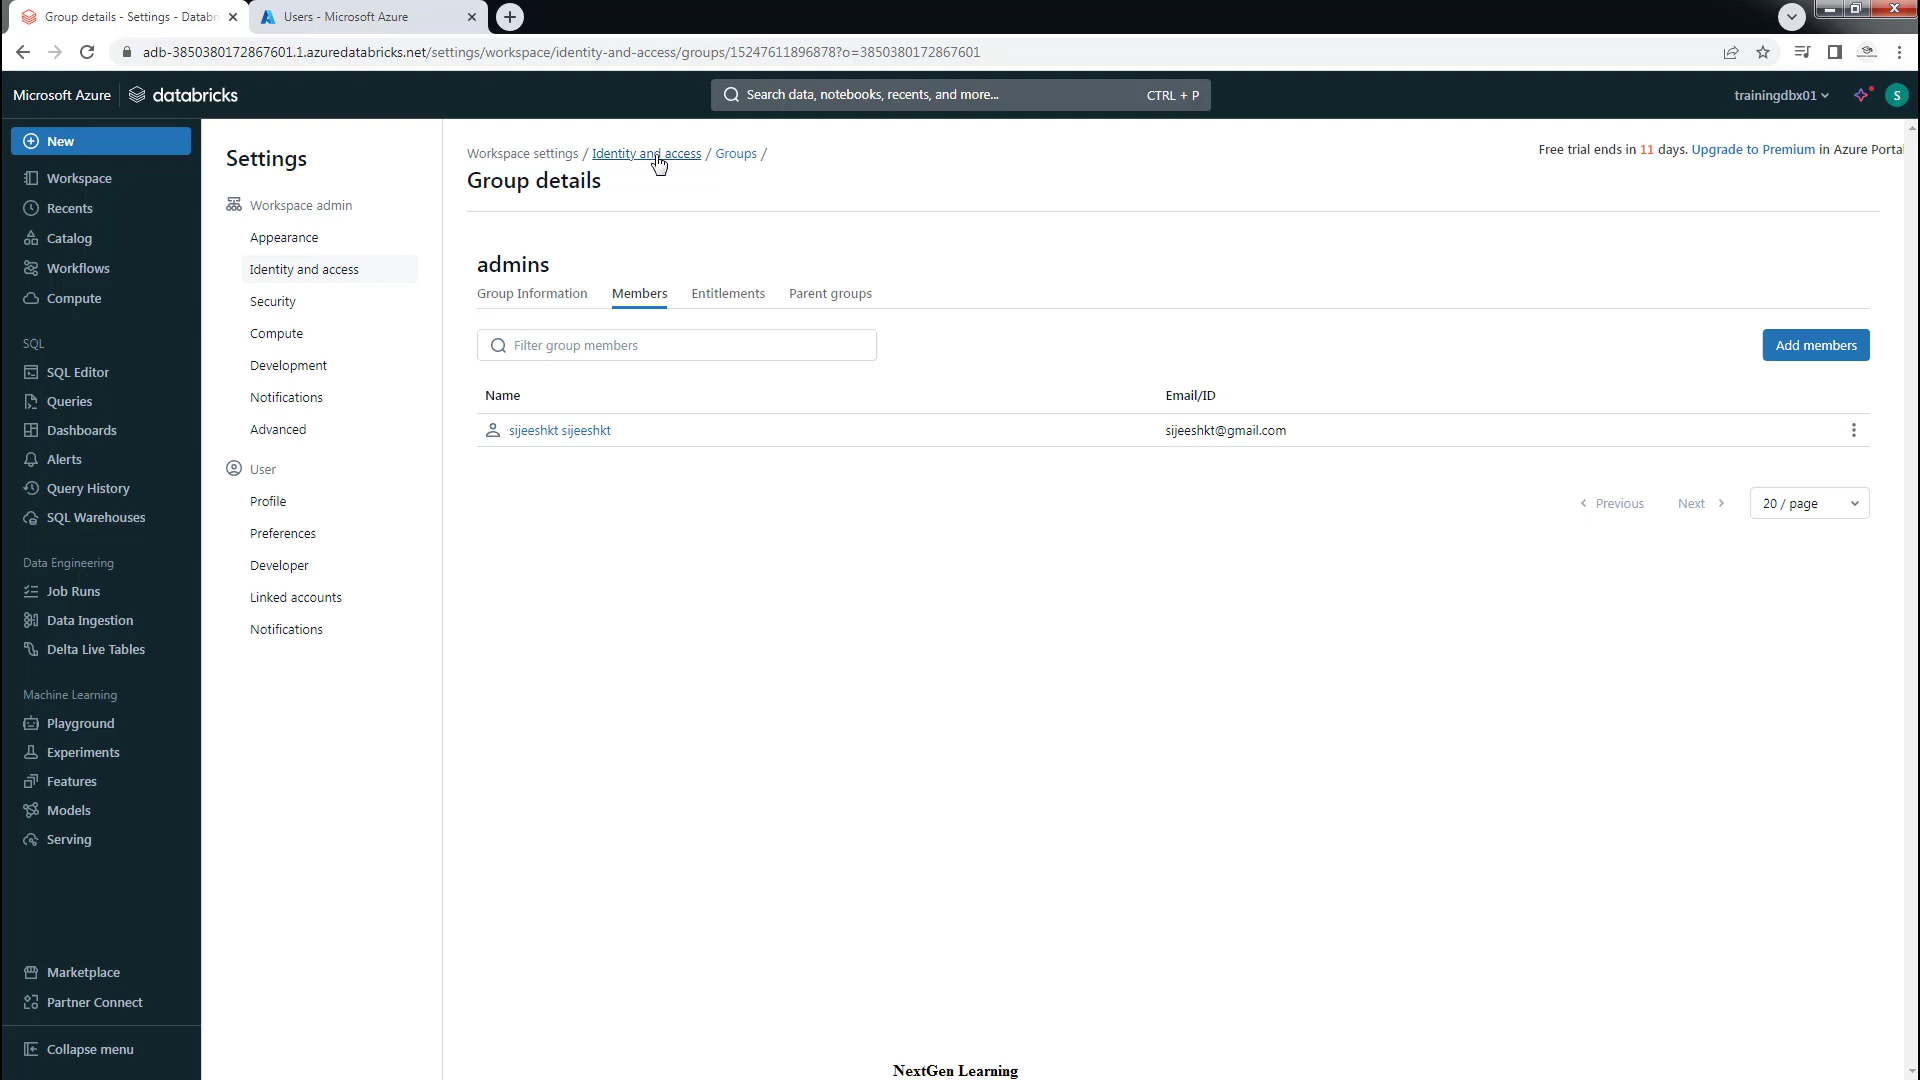 Group details - Settings - Databr
Users - Microsoft Azure
adb-3850380172867601.1.azuredatabricks.net/settings/workspace/identity-and-access/groups/15247611896878?o=3850380172867601
Microsoft Azure
databricks
Search data, notebooks, recents, and more...
CTRL + P
trainingdbx01
S
New
Workspace
Recents
Catalog
Workflows
Compute
SQL
SQL Editor
Queries
Dashboards
Alerts
Query History
SQL Warehouses
Data Engineering
Job Runs
Data Ingestion
Delta Live Tables
Machine Learning
Playground
Experiments
Features
Models
Serving
Marketplace
Partner Connect
Collapse menu
Settings
Workspace admin
Appearance
Identity and access
Security
Compute
Development
Notifications
Advanced
User
Profile
Preferences
Developer
Linked accounts
Notifications
Workspace settings / Identity and access / Groups /
Free trial ends in 11 days. Upgrade to Premium in Azure Portal
Group details
admins
Group Information
Members
Entitlements
Parent groups
Filter group members
Add members
Name
Email/ID
sijeeshkt sijeeshkt
sijeeshkt@gmail.com
Previous
Next
20 / page
NextGen Learning